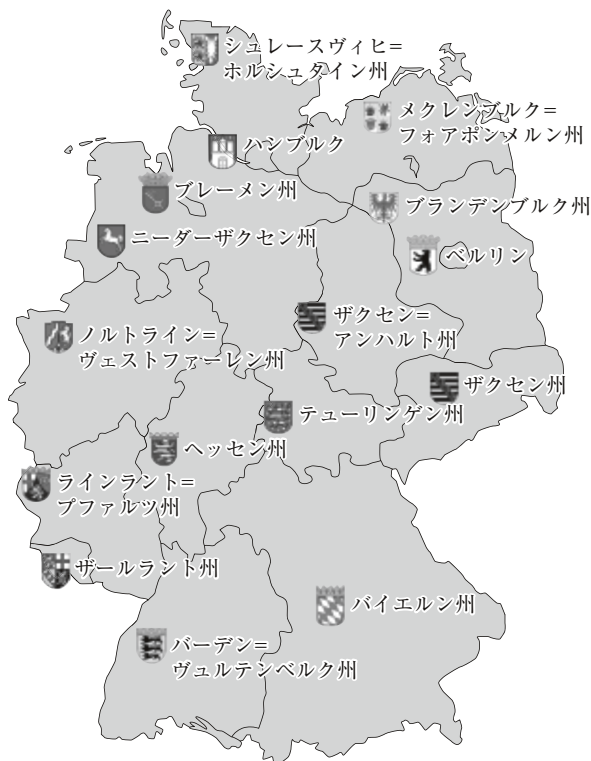 シュレースヴィヒ=
ホルシュタイン州
メクレンブルク=
フォアポンメルン州
ハンブルク
ブレーメン州
ブランデンブルク州
ニーダーザクセン州
ベルリン
ザクセン=
アンハルト州
ノルトライン=
ヴェストファーレン州
ザクセン州
テューリンゲン州
ヘッセン州
ラインラント=
プファルツ州
ザールラント州
バイエルン州
バーデン=
ヴュルテンベルク州